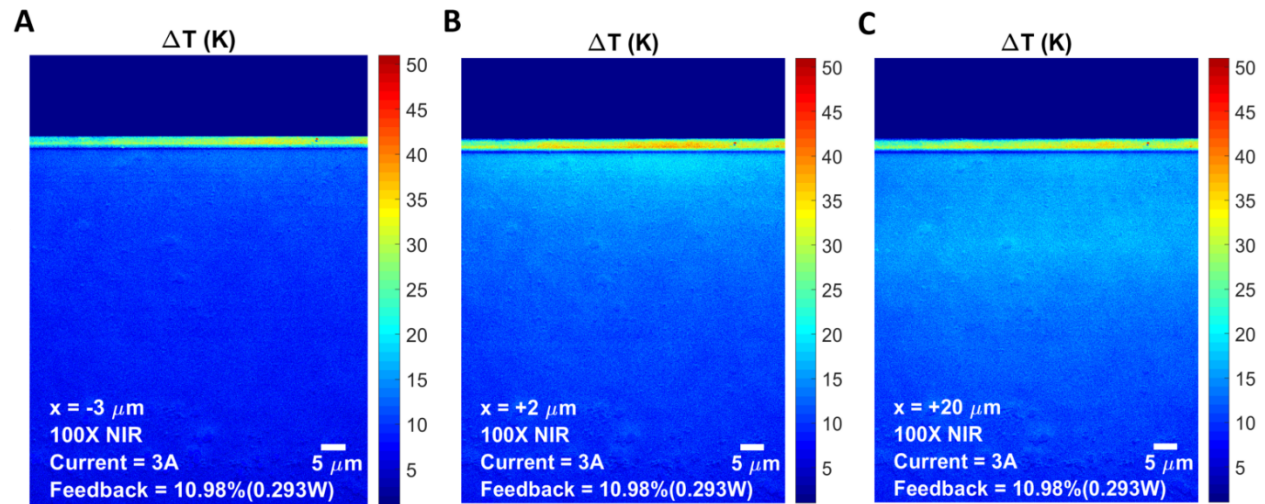 A
ΔT (K)
50
45
40
35
30
25
20
15
10
5
x = -3 μm
100X NIR
Current = 3A
5 μm
Feedback = 10.98%(0.293W)
B
ΔT (K)
50
45
40
35
30
25
20
15
10
5
x = +2 μm
100X NIR
Current = 3A
5 μm
Feedback = 10.98%(0.293W)
C
ΔT (K)
50
45
40
35
30
25
20
15
10
5
x = +20 μm
100X NIR
Current = 3A
5 μm
Feedback = 10.98%(0.293W)